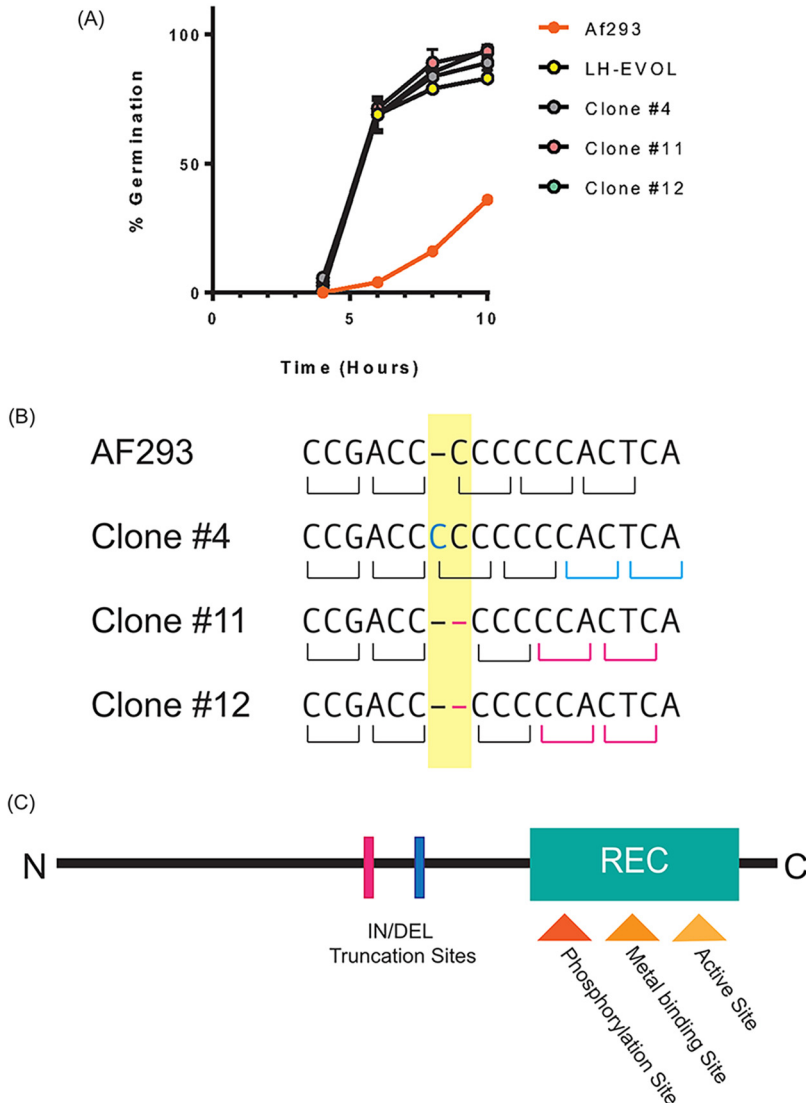 (A)
100
50
0
% Germination
0 5 10
Time (Hours)
Af293
LH-EVOL
Clone #4
Clone #11
Clone #12
(B)
AF293 CCGACC–CCCCCCACTCA
Clone #4 CCGACCCCCCCCCACTCA
Clone #11 CCGACC––CCCCCACTCA
Clone #12 CCGACC––CCCCCACTCA
(C)
N REC C
IN/DEL
Truncation Sites
Phosphorylation Site
Metal binding Site
Active Site